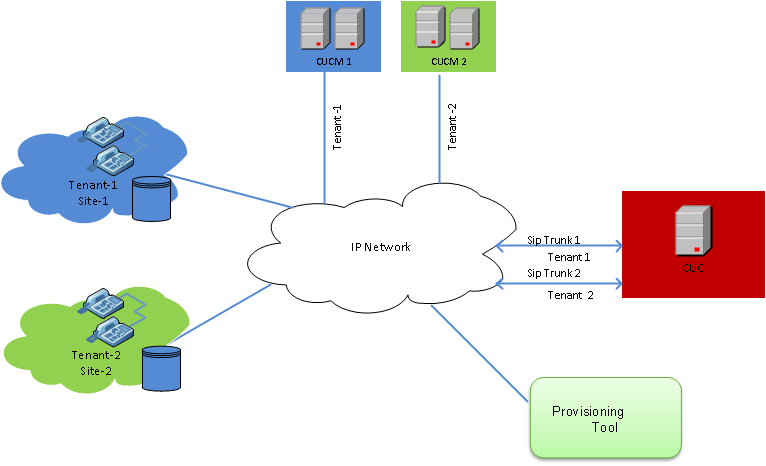 CUCM 1
CUCM 2
Tenant-1
Tenant-2
Tenant-1
Site-1
IP Network
Sip Trunk 1
Tenant 1
Sip Trunk 2
Tenant 2
CUC
Tenant-2
Site-2
Provisioning
Tool